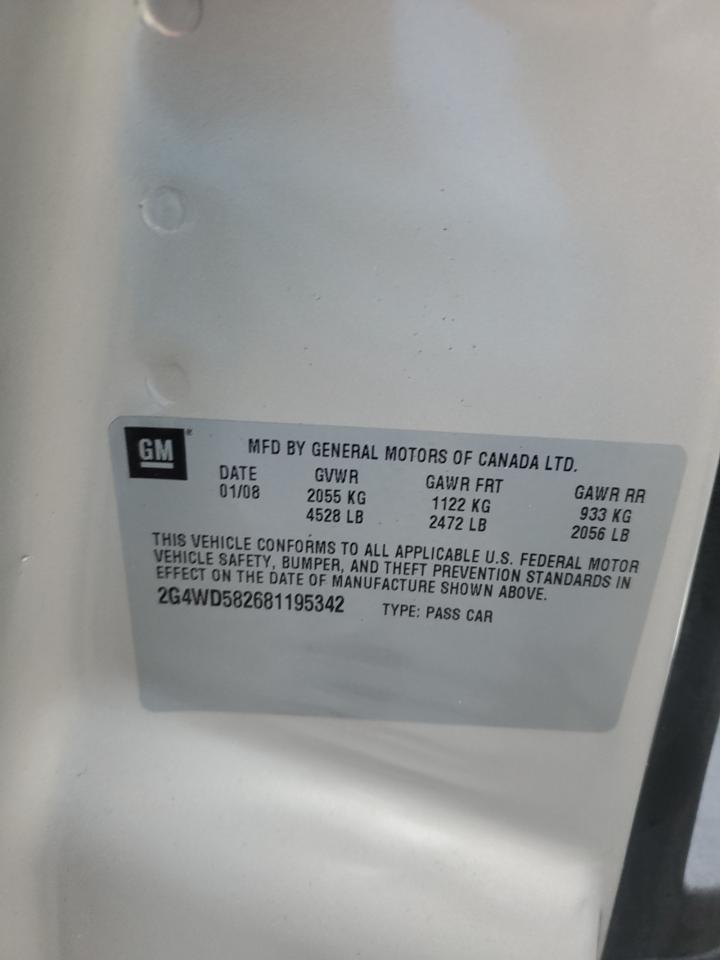 GM®
MFD BY GENERAL MOTORS OF CANADA LTD.
DATE GVWR GAWR FRT GAWR RR
01/08 2055 KG 1122 KG 933 KG
4528 LB 2472 LB 2056 LB
THIS VEHICLE CONFORMS TO ALL APPLICABLE U.S. FEDERAL MOTOR
VEHICLE SAFETY, BUMPER, AND THEFT PREVENTION STANDARDS IN
EFFECT ON THE DATE OF MANUFACTURE SHOWN ABOVE.
2G4WD582681195342 TYPE: PASS CAR